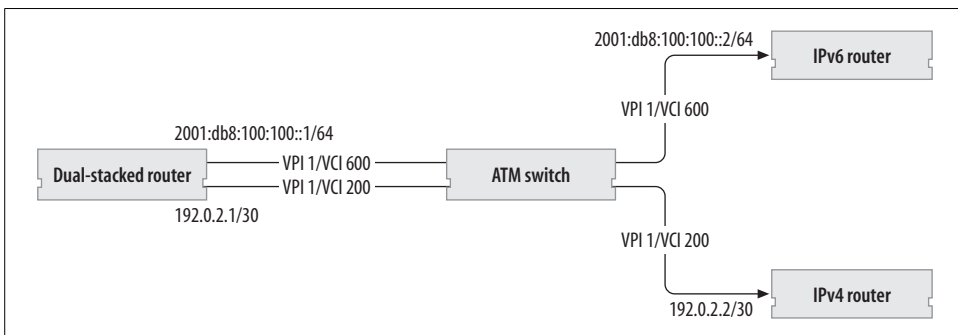 2001:db8:100:100::2/64
IPv6 router
VPI 1/VCI 600
2001:db8:100:100::1/64
Dual-stacked router
VPI 1/VCI 600
VPI 1/VCI 200
ATM switch
192.0.2.1/30
VPI 1/VCI 200
192.0.2.2/30
IPv4 router